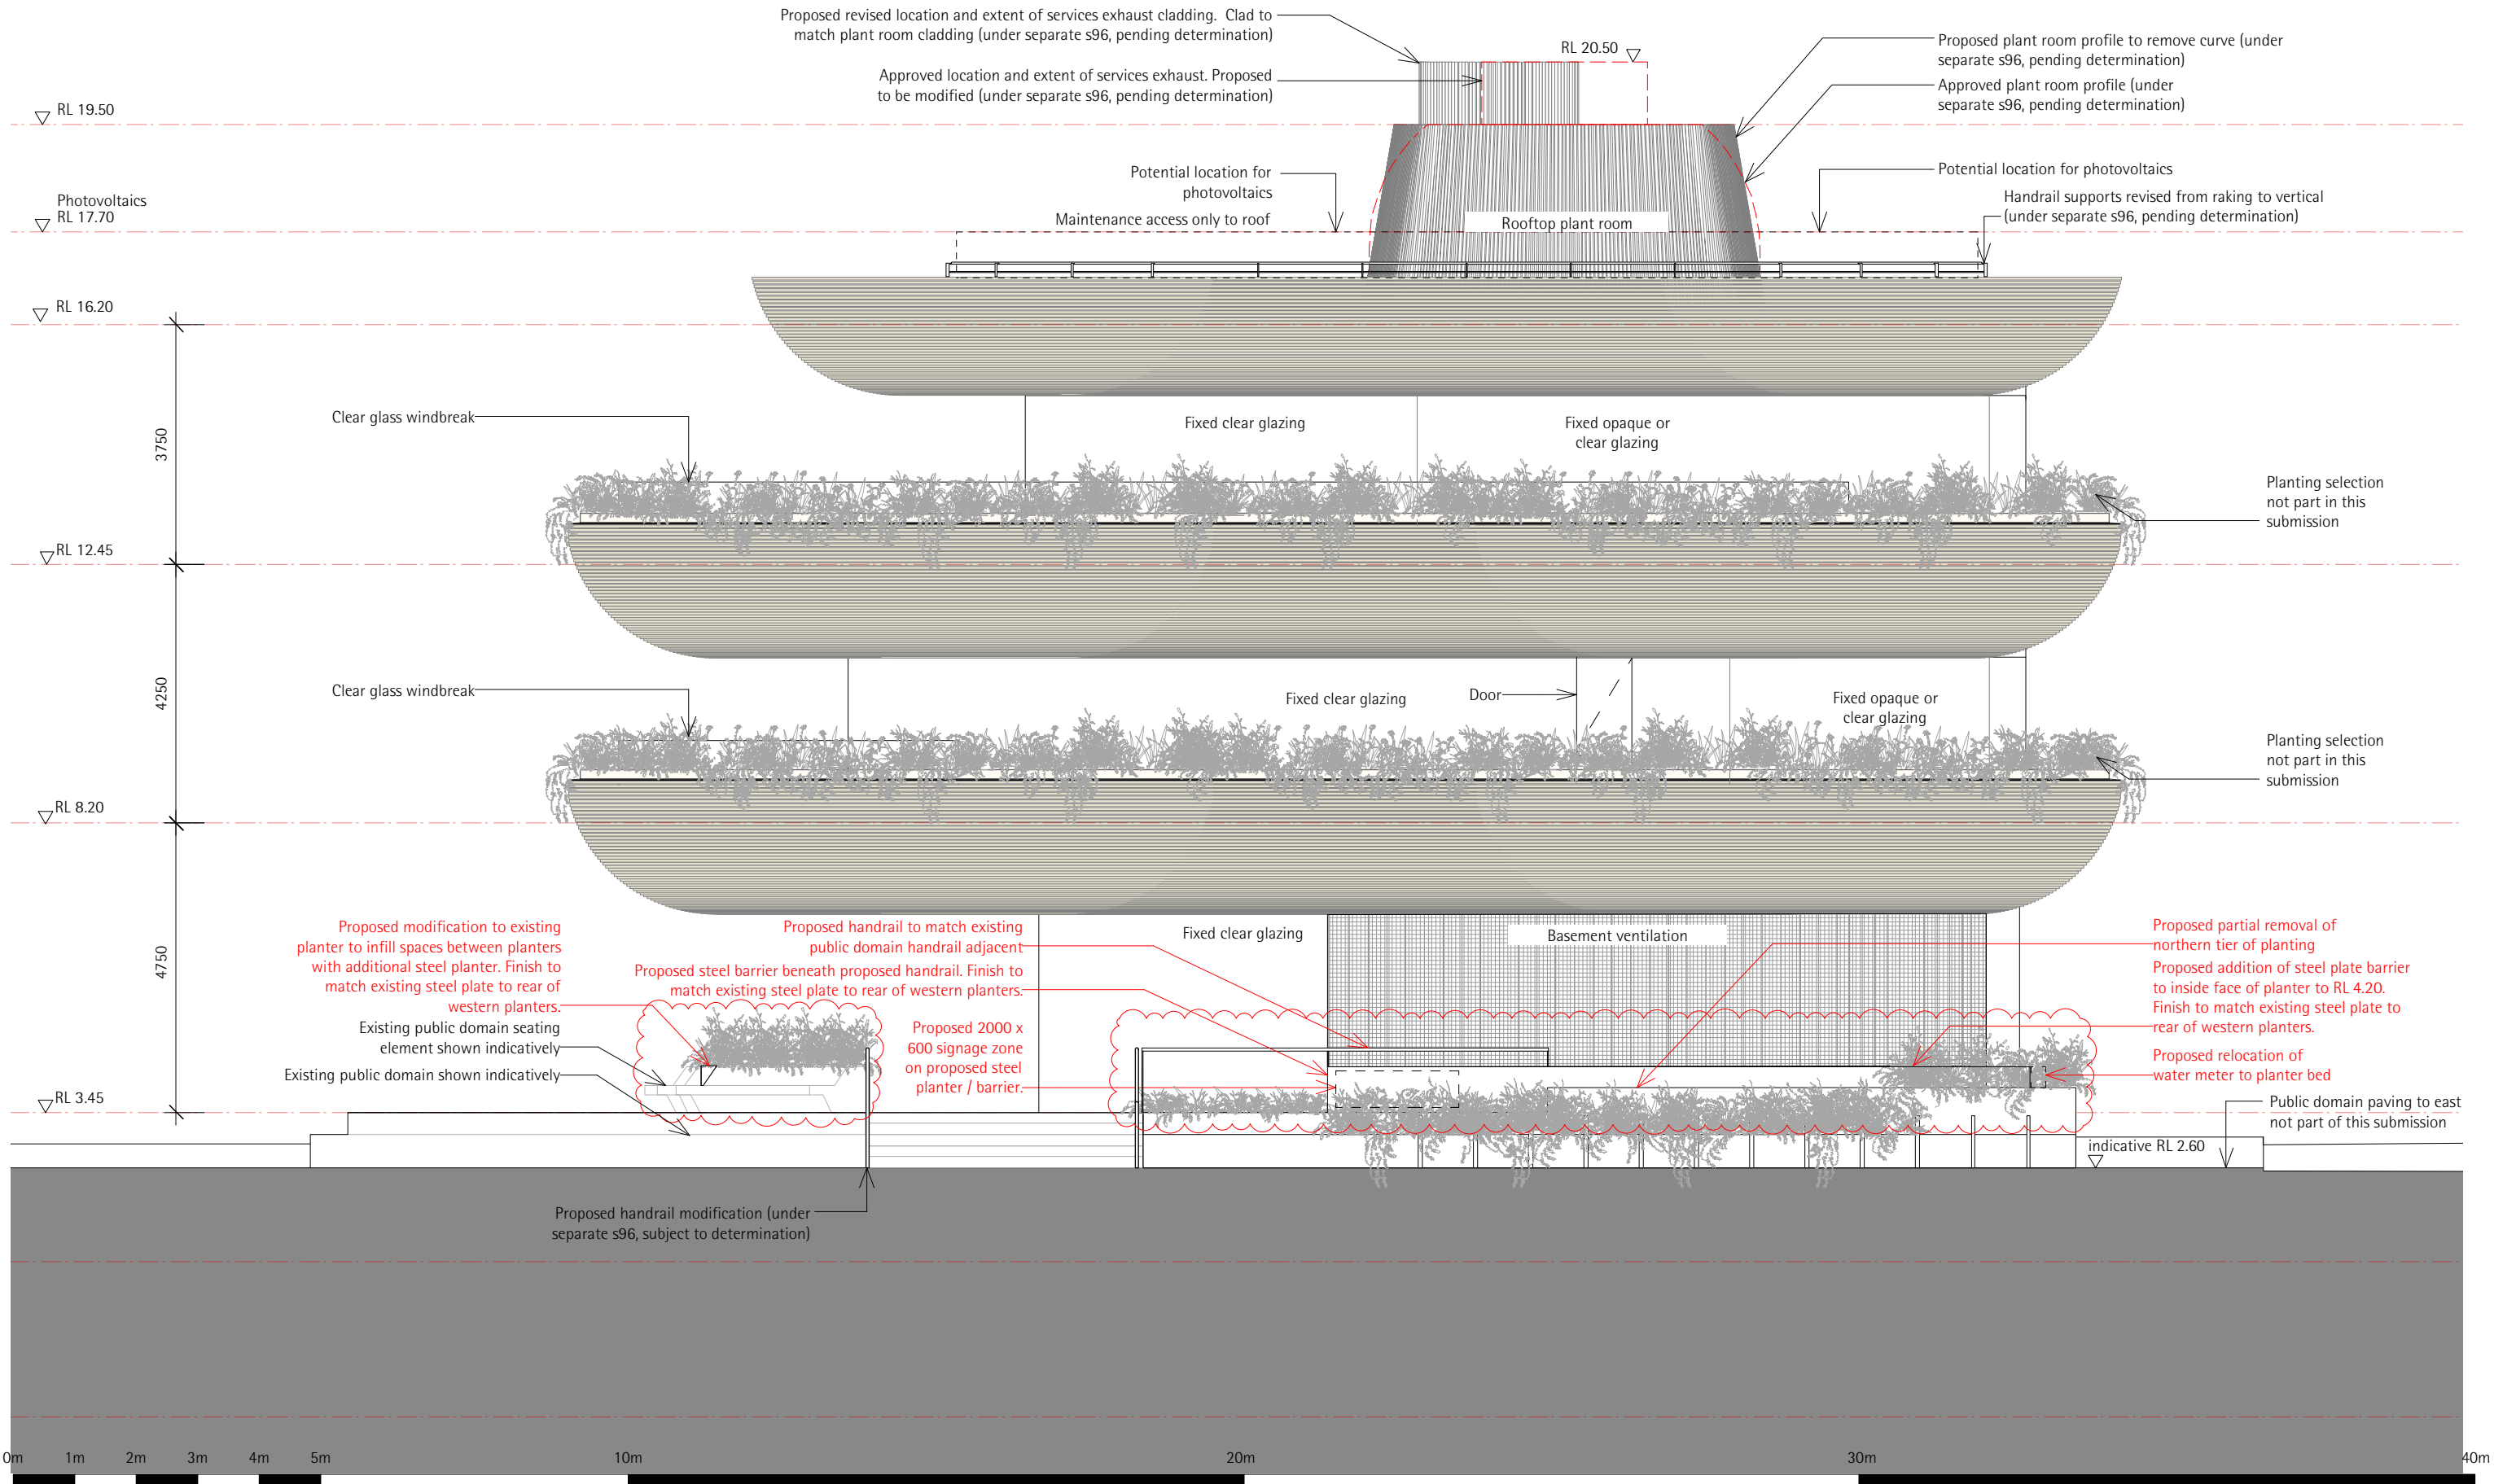 Proposed revised location and extent of services exhaust cladding.  Clad to
match plant room cladding (under separate s96, pending determination)
RL 20.50
Proposed plant room profile to remove curve (under
separate s96, pending determination)
Approved location and extent of services exhaust. Proposed
to be modified (under separate s96, pending determination)
Approved plant room profile (under
separate s96, pending determination)
RL 19.50
Potential location for
photovoltaics
Potential location for photovoltaics
Photovoltaics
RL 17.70
Maintenance access only to roof
Rooftop plant room
Handrail supports revised from raking to vertical
(under separate s96, pending determination)
RL 16.20
3750
Clear glass windbreak
Fixed clear glazing
Fixed opaque or
clear glazing
Planting selection
not part in this
submission
RL 12.45
4250
Clear glass windbreak
Fixed clear glazing
Door
Fixed opaque or
clear glazing
Planting selection
not part in this
submission
RL 8.20
4750
Proposed modification to existing
planter to infill spaces between planters
with additional steel planter. Finish to
match existing steel plate to rear of
western planters.
Existing public domain seating
element shown indicatively
Existing public domain shown indicatively
Proposed handrail to match existing
public domain handrail adjacent
Proposed steel barrier beneath proposed handrail. Finish to
match existing steel plate to rear of western planters.
Proposed 2000 x
600 signage zone
on proposed steel
planter / barrier.
Fixed clear glazing
Basement ventilation
Proposed partial removal of
northern tier of planting
Proposed addition of steel plate barrier
to inside face of planter to RL 4.20.
Finish to match existing steel plate to
rear of western planters.
Proposed relocation of
water meter to planter bed
RL 3.45
Public domain paving to east
not part of this submission
indicative RL 2.60
Proposed handrail modification (under
separate s96, subject to determination)
0m 1m 2m 3m 4m 5m 10m 20m 30m 40m